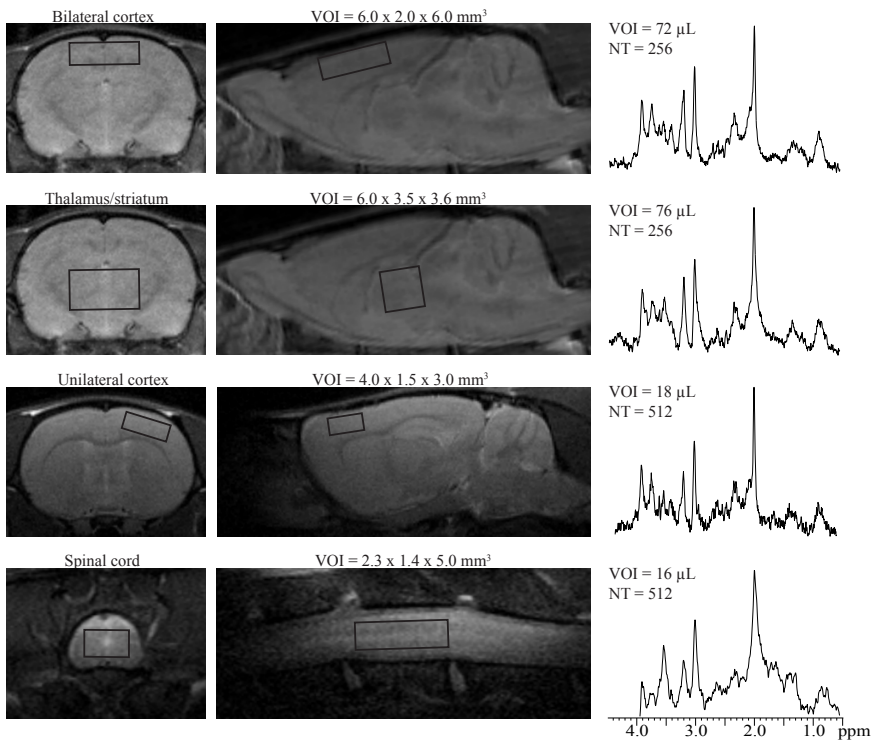 Bilateral cortex
VOI = 6.0 x 2.0 x 6.0 mm³
VOI = 72 µL
NT = 256
Thalamus/striatum
VOI = 6.0 x 3.5 x 3.6 mm³
VOI = 76 µL
NT = 256
Unilateral cortex
VOI = 4.0 x 1.5 x 3.0 mm³
VOI = 18 µL
NT = 512
Spinal cord
VOI = 2.3 x 1.4 x 5.0 mm³
VOI = 16 µL
NT = 512
4.0 3.0 2.0 1.0 ppm